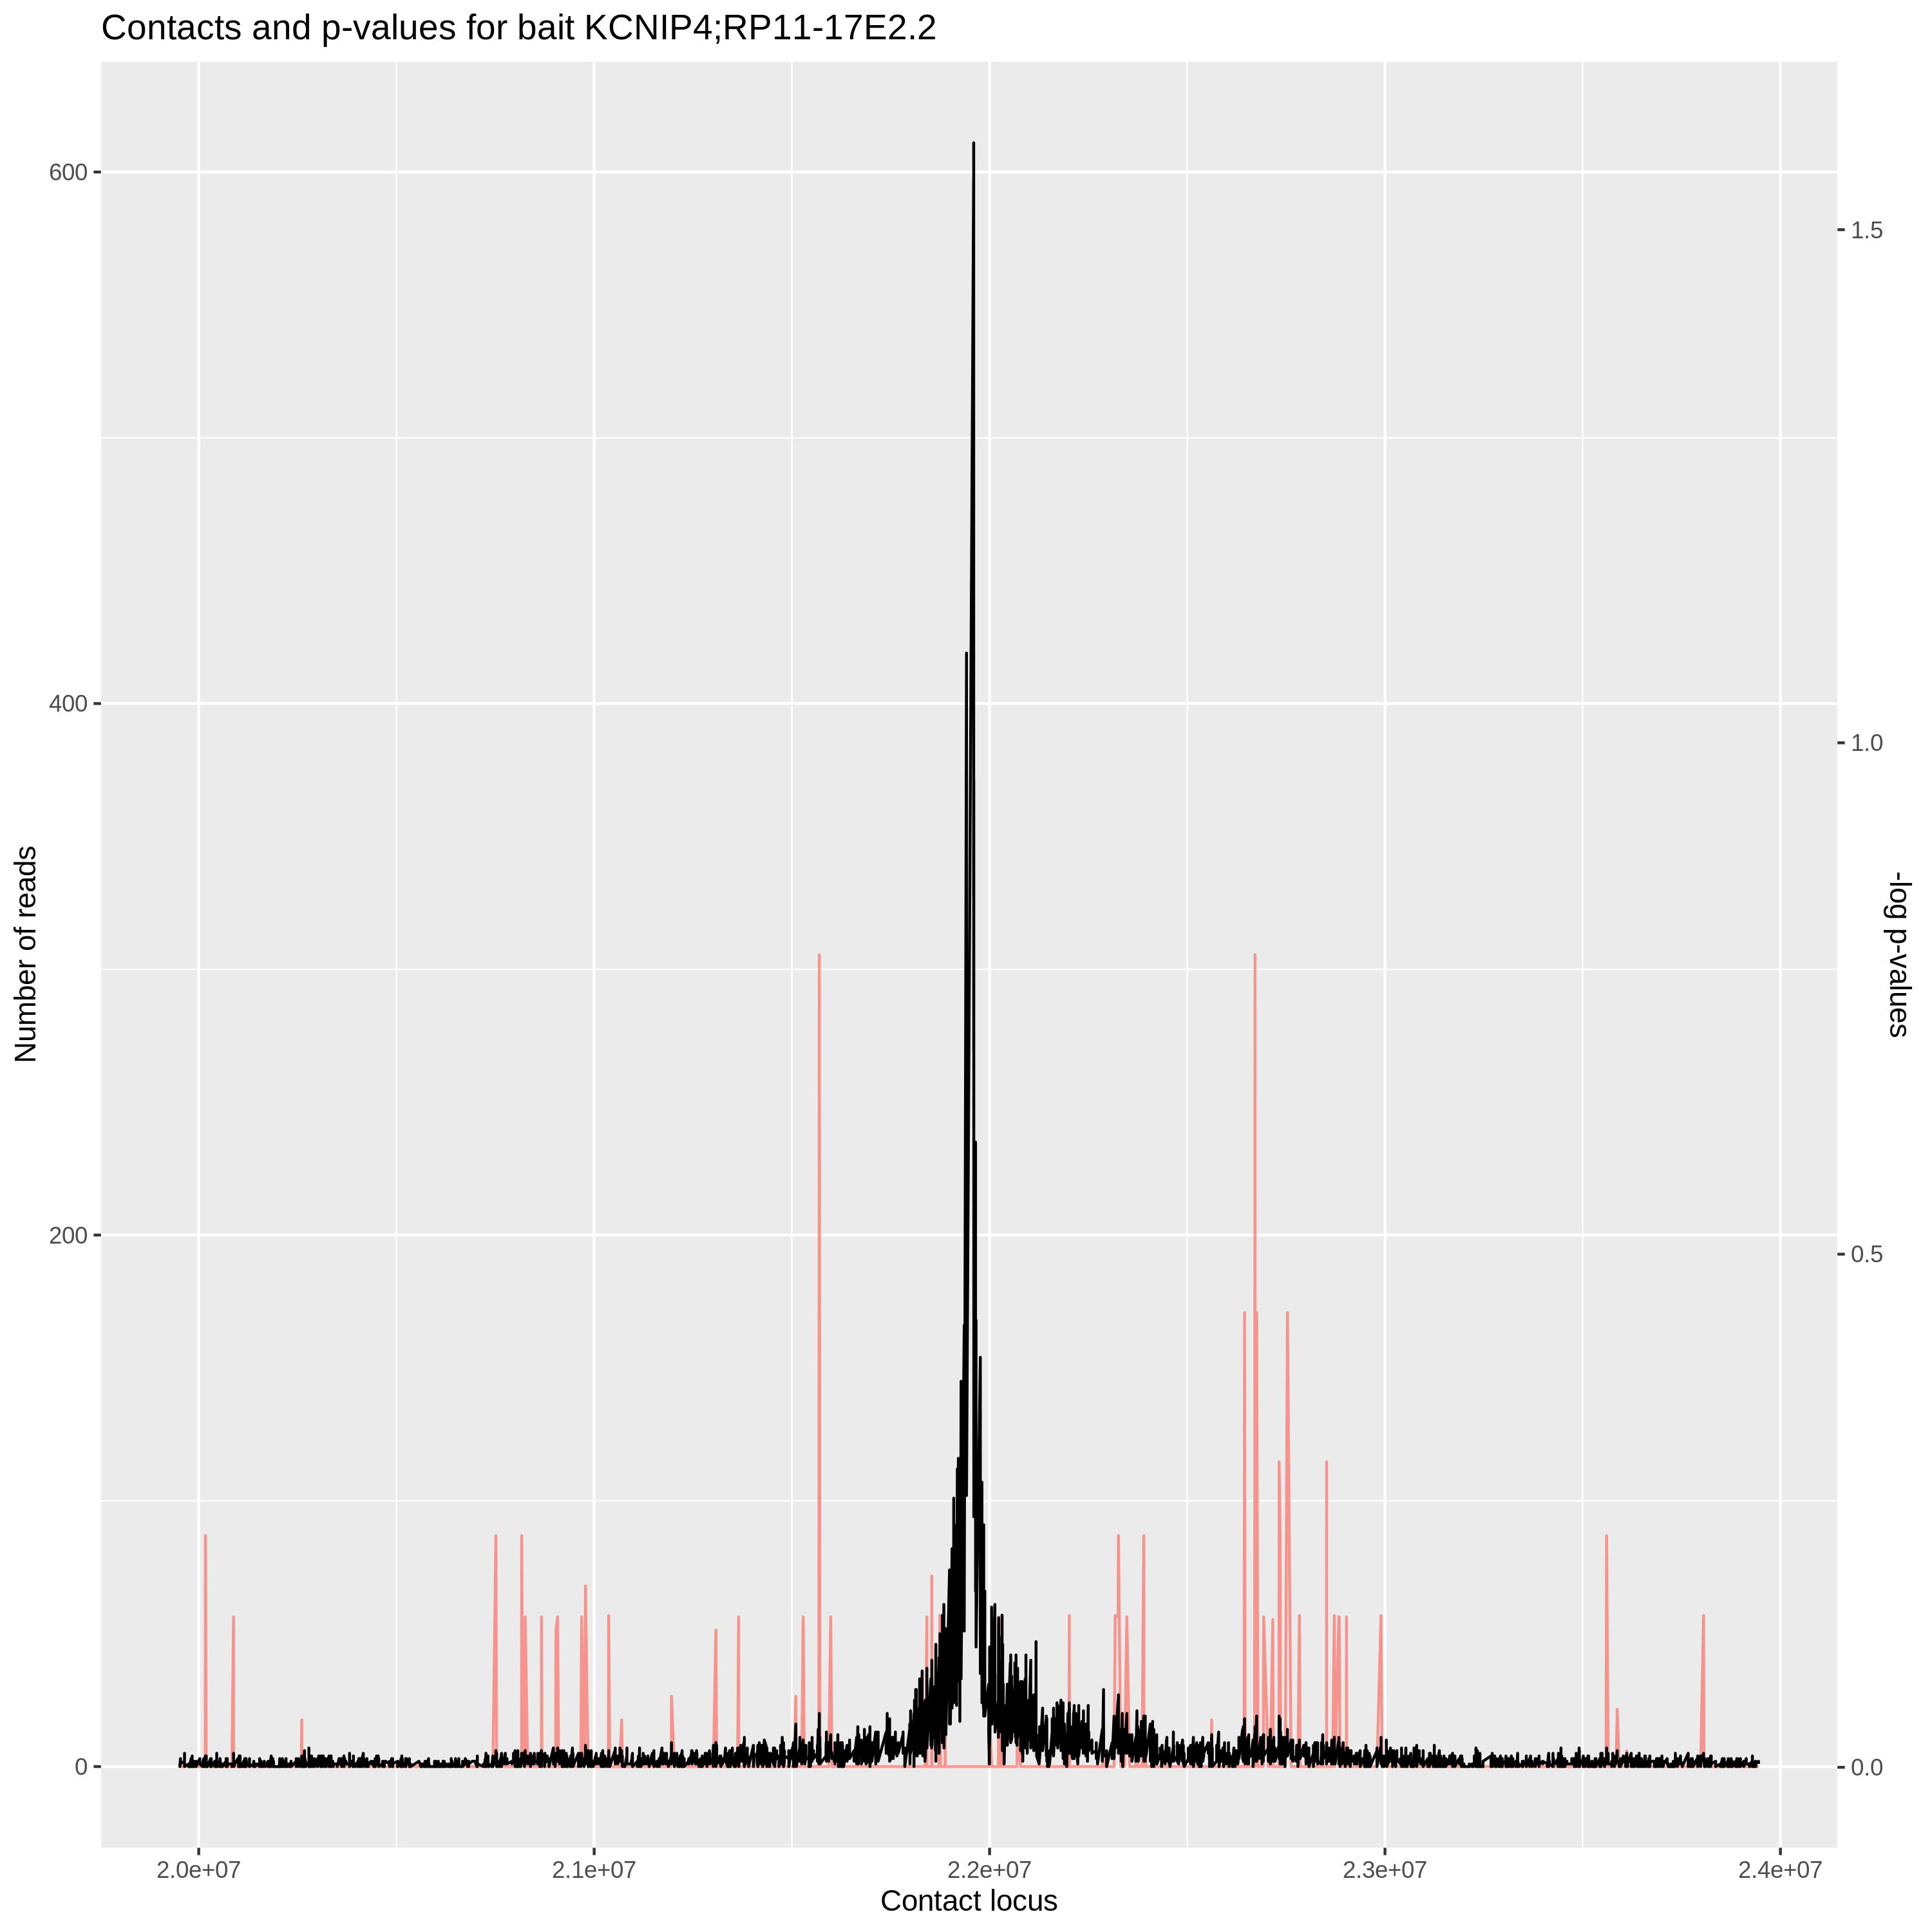 Contacts and p-values for bait KCNIP4;RP11-17E2.2
600
400
200
0
Number of reads
1.5
1.0
0.5
0.0
-log p-values
2.0e+07 2.1e+07 2.2e+07 2.3e+07 2.4e+07
Contact locus